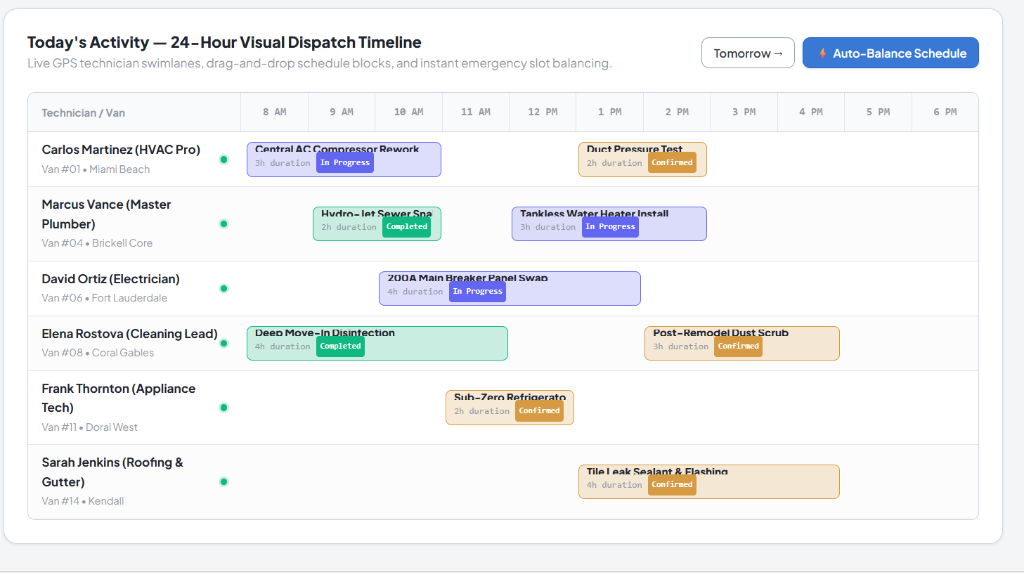 Today's Activity — 24-Hour Visual Dispatch Timeline
Live GPS technician swimlanes, drag-and-drop schedule blocks, and instant emergency slot balancing.
Tomorrow →
Auto-Balance Schedule
Technician / Van
8 AM
9 AM
10 AM
11 AM
12 PM
1 PM
2 PM
3 PM
4 PM
5 PM
6 PM
Carlos Martinez (HVAC Pro)
Van #01 • Miami Beach
Central AC Compressor Rework
3h duration
In Progress
Duct Pressure Test
2h duration
Confirmed
Marcus Vance (Master
Plumber)
Van #04 • Brickell Core
Hydro-Jet Sewer Sna
2h duration
Completed
Tankless Water Heater Install
3h duration
In Progress
David Ortiz (Electrician)
Van #06 • Fort Lauderdale
200A Main Breaker Panel Swap
4h duration
In Progress
Elena Rostova (Cleaning Lead)
Van #08 • Coral Gables
Deep Move-In Disinfection
4h duration
Completed
Post-Remodel Dust Scrub
3h duration
Confirmed
Frank Thornton (Appliance
Tech)
Van #11 • Doral West
Sub-Zero Refrigerato
2h duration
Confirmed
Sarah Jenkins (Roofing &
Gutter)
Van #14 • Kendall
Tile Leak Sealant & Flashing
4h duration
Confirmed